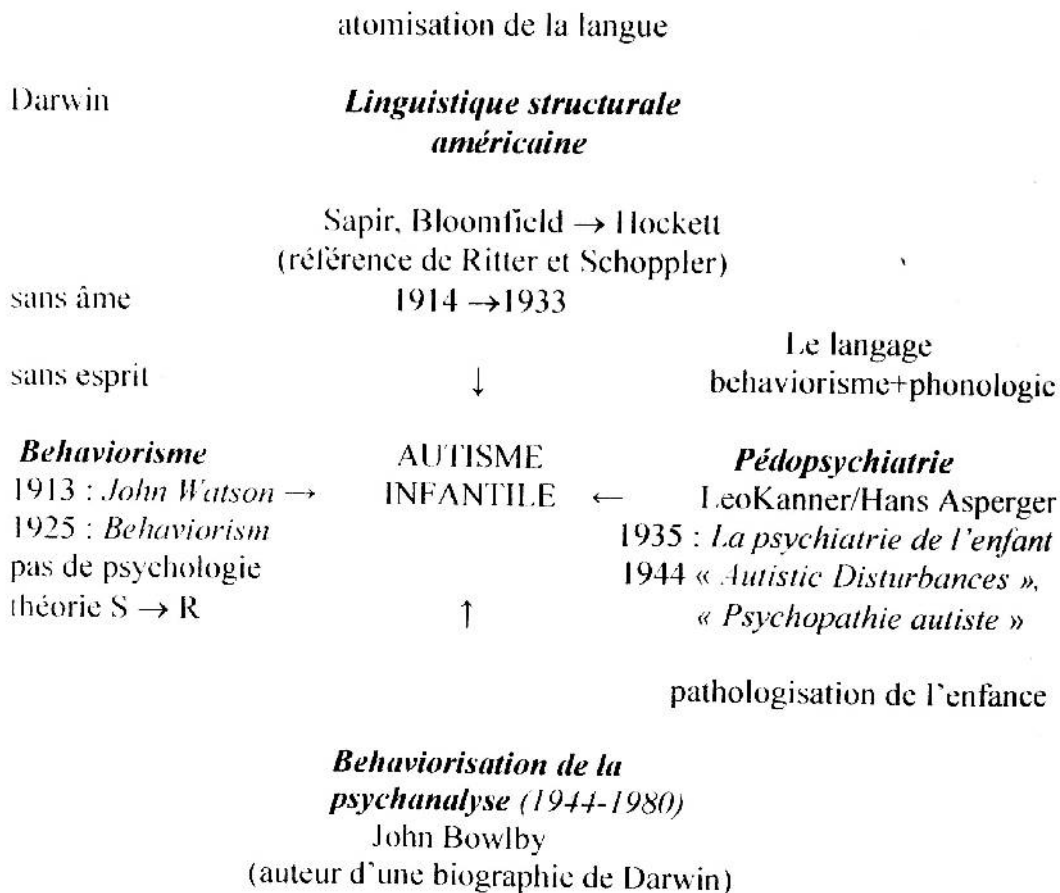 atomisation de la langue
Darwin
Linguistique structurale
américaine
Sapir, Bloomfield → Hockett
(référence de Ritter et Schoppler)
sans âme
1914 →1933
Le langage
sans esprit
↓
behaviorisme+phonologie
Behaviorisme
1913 : John Watson →
1925 : Behaviorism
pas de psychologie
théorie S → R
AUTISME
INFANTILE ←
↑
Pédopsychiatrie
LeoKanner/Hans Asperger
1935 : La psychiatrie de l'enfant
1944 « Autistic Disturbances »,
« Psychopathie autiste »
pathologisation de l'enfance
Behaviorisation de la
psychanalyse (1944-1980)
John Bowlby
(auteur d'une biographie de Darwin)